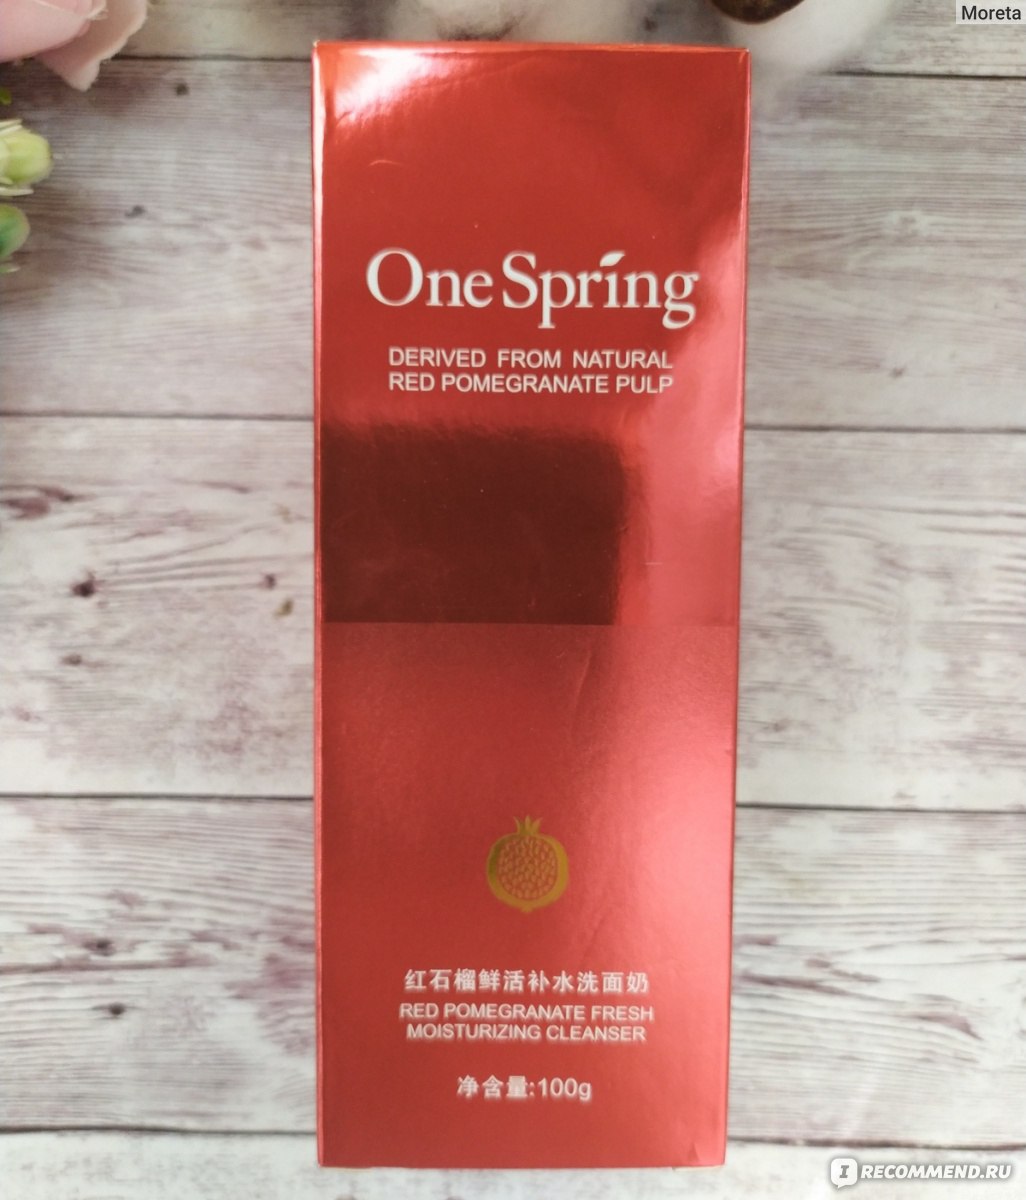 Moreta
One Spring
DERIVED FROM NATURAL
RED POMEGRANATE PULP
红石榴鲜活补水洗面奶
RED POMEGRANATE FRESH
MOISTURIZING CLEANSER
净含量:100g
I RECOMMEND.RU